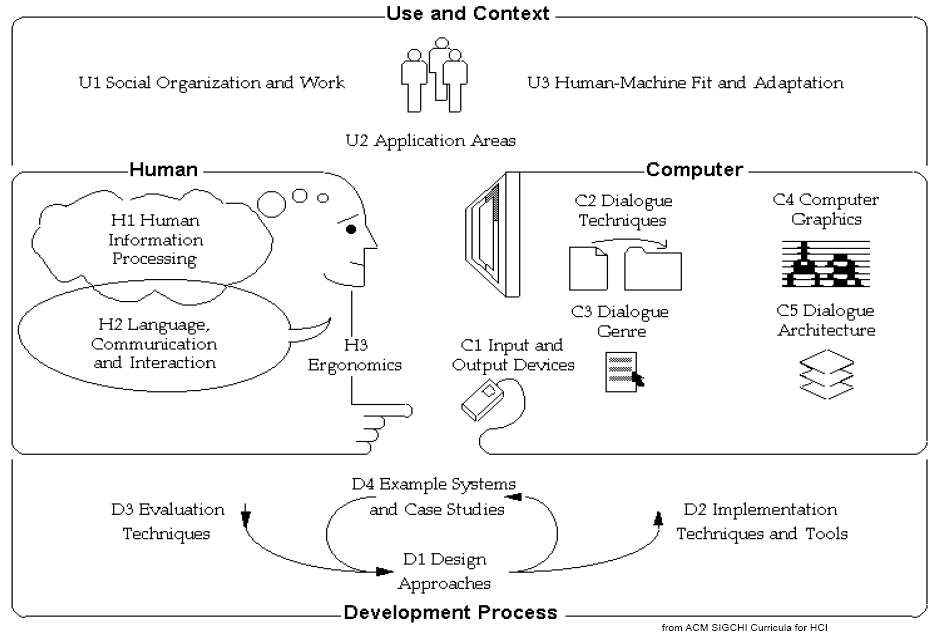 Use and Context
U1 Social Organization and Work
U3 Human-Machine Fit and Adaptation
U2 Application Areas
Human
H1 Human
Information
Processing
H2 Language,
Communication
and Interaction
H3
Ergonomics
Computer
C2 Dialogue
Techniques
C4 Computer
Graphics
Aa
C3 Dialogue
Genre
C5 Dialogue
Architecture
C1 Input and
Output Devices
D4 Example Systems
and Case Studies
D3 Evaluation
Techniques
D2 Implementation
Techniques and Tools
D1 Design
Approaches
Development Process
from ACM SIGCHI Curricula for HCI